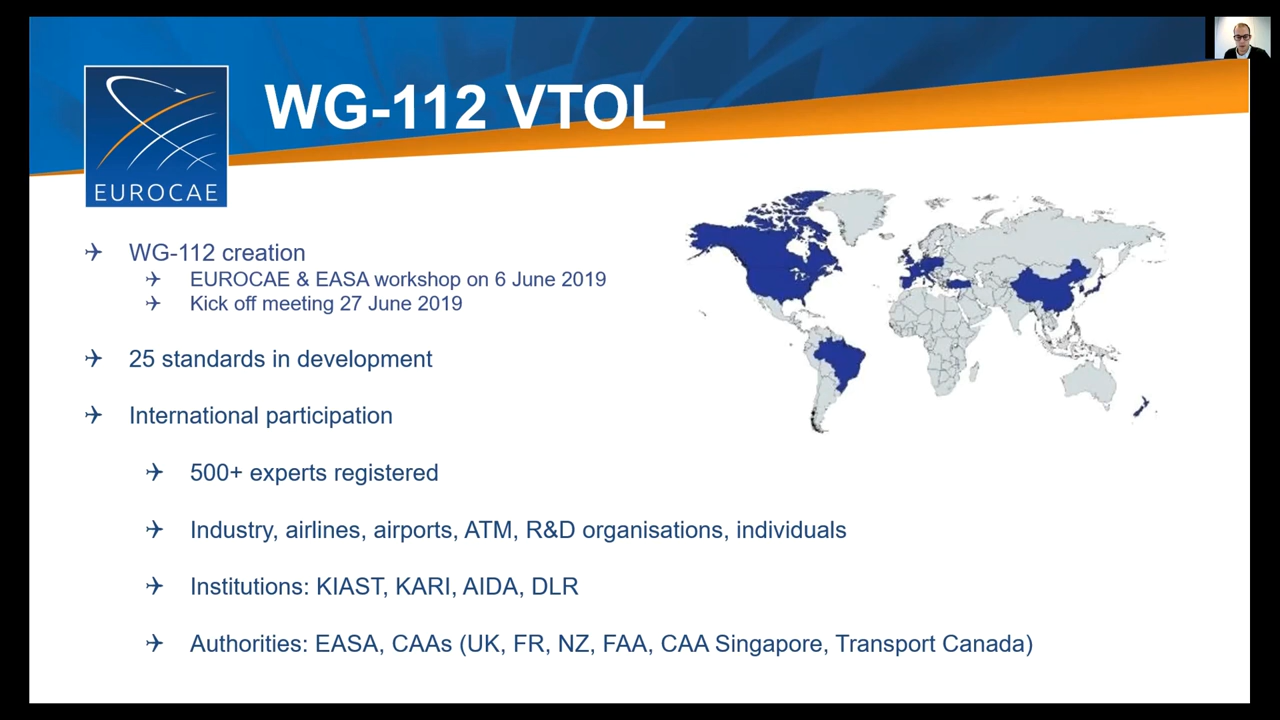 WG-112 VTOL
EUROCAE
WG-112 creation
EUROCAE & EASA workshop on 6 June 2019
Kick off meeting 27 June 2019
25 standards in development
International participation
500+ experts registered
Industry, airlines, airports, ATM, R&D organisations, individuals
Institutions: KIAST, KARI, AIDA, DLR
Authorities: EASA, CAAs (UK, FR, NZ, FAA, CAA Singapore, Transport Canada)